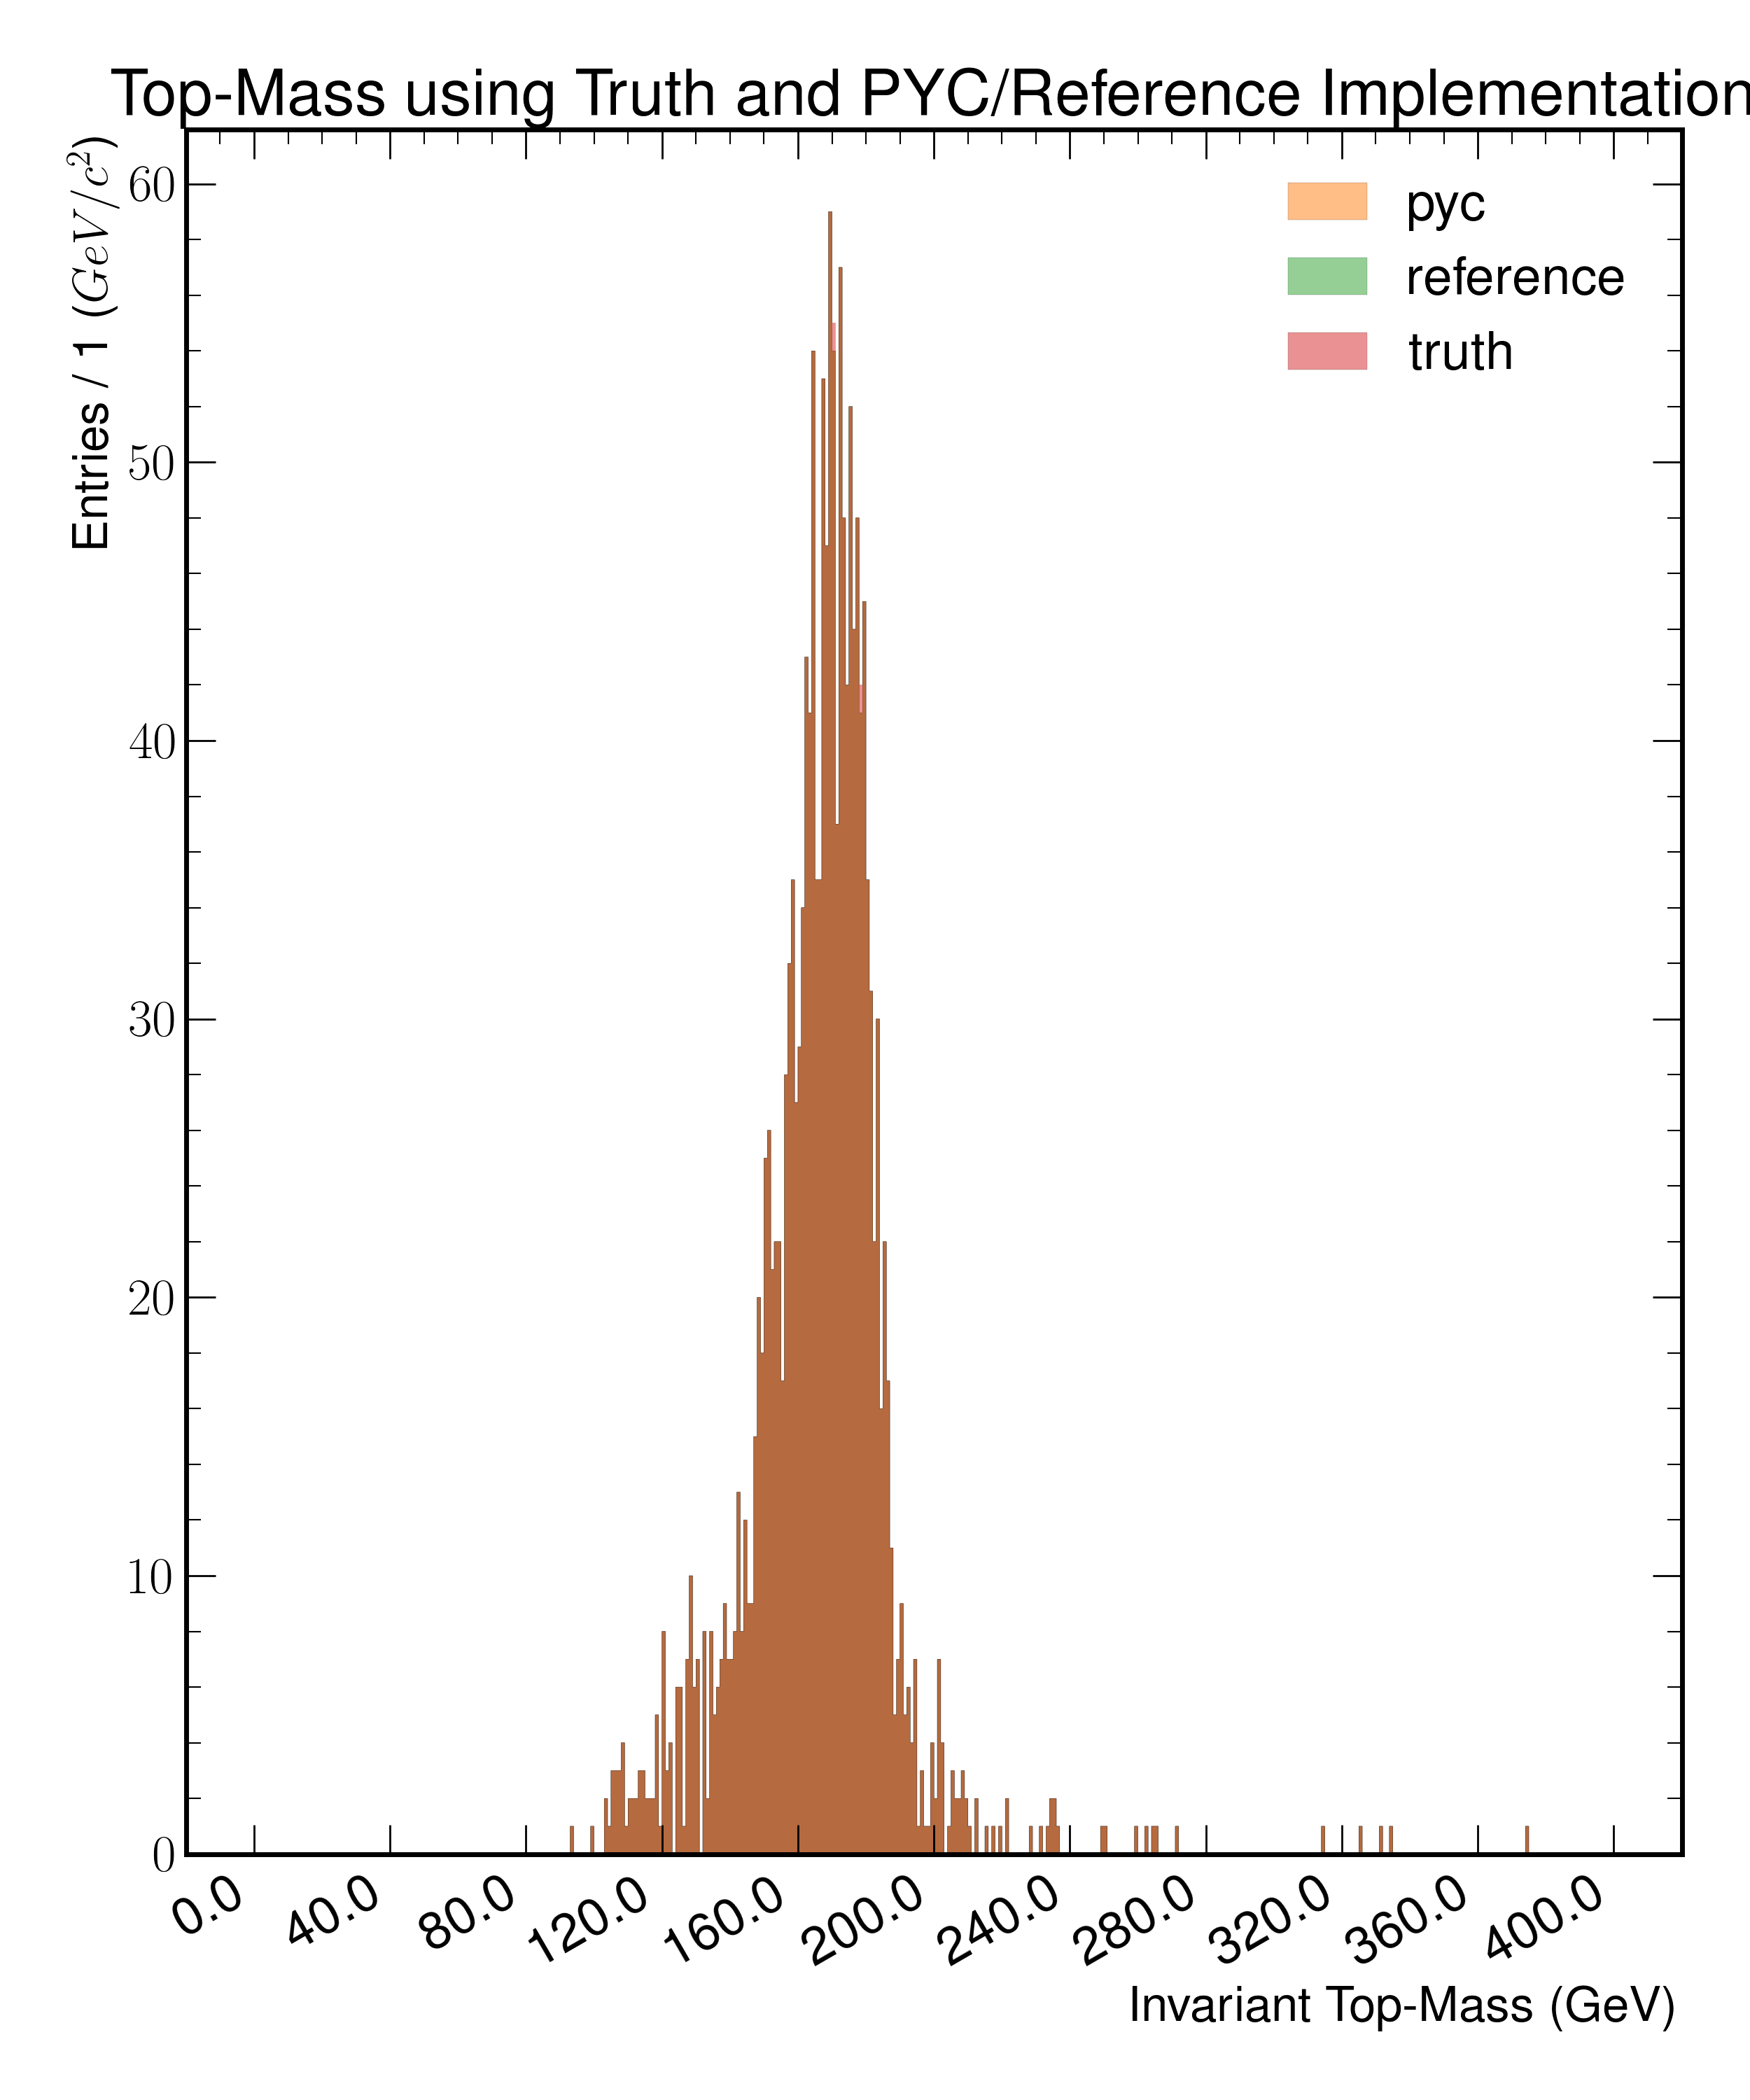 Top-Mass using Truth and PYC/Reference Implementation
Entries / 1 (GeV/c²)
60
50
40
30
20
10
0
pyc
reference
truth
0.0 40.0 80.0 120.0 160.0 200.0 240.0 280.0 320.0 360.0 400.0
Invariant Top-Mass (GeV)